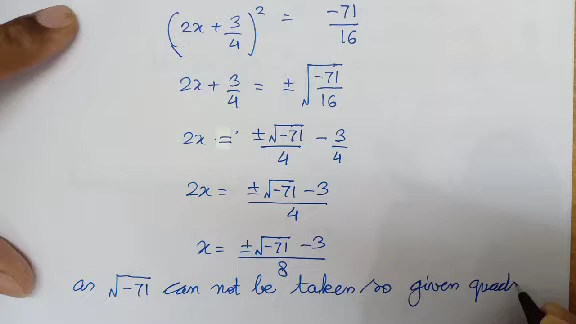 (2x + 3/4)² = -71/16
2x + 3/4 = ± √(-71/16)
2x = ±√-71/4 - 3/4
2x = ±√-71 - 3/4
x = ±√-71 - 3/8
as √-71 can not be taken so given quad